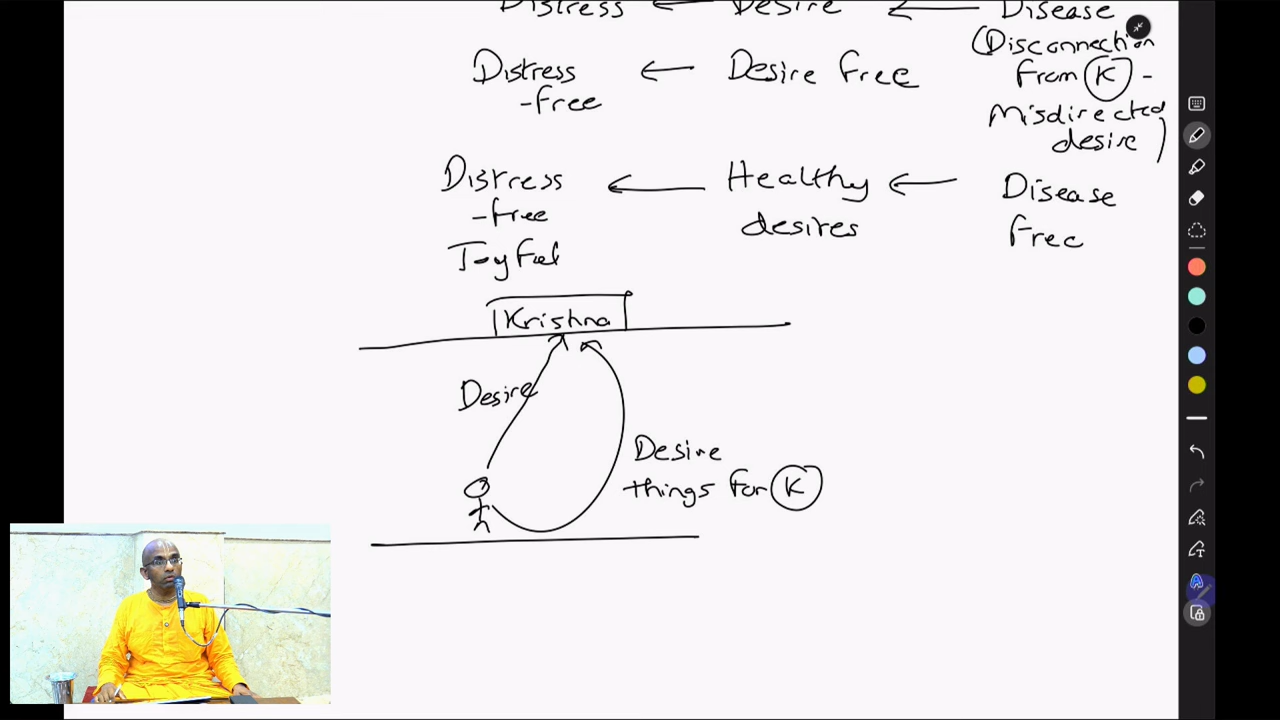 Distress ← Desire ← Disease
(Disconnection
Distress ← Desire Free from K -
-free
Misdirected
desire)
Distress ← Healthy ← Disease
-free desires free
Joyful
Krishna
Desire
Desire
things for K